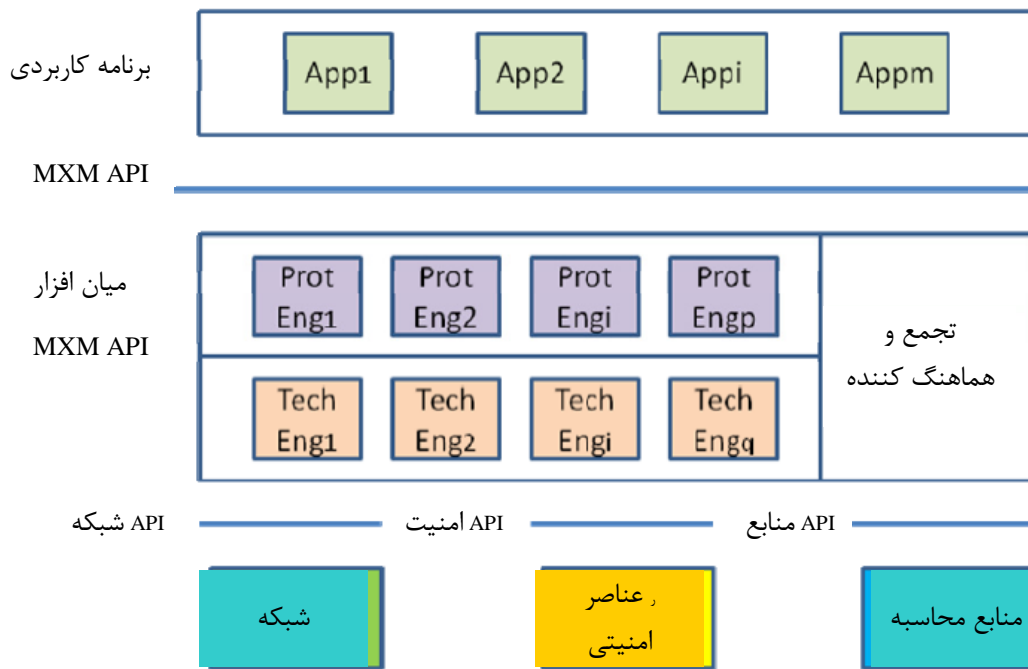 برنامه کاربردی
App1
App2
Appi
Appm
MXM API
میان افزار
MXM API
Prot
Eng1
Prot
Eng2
Prot
Engi
Prot
Engp
Tech
Eng1
Tech
Eng2
Tech
Engi
Tech
Engq
تجمع و
هماهنگ کننده
API شبکه
API امنیت
API منابع
شبکه
ر عناصر
امنیتی
منابع محاسبه